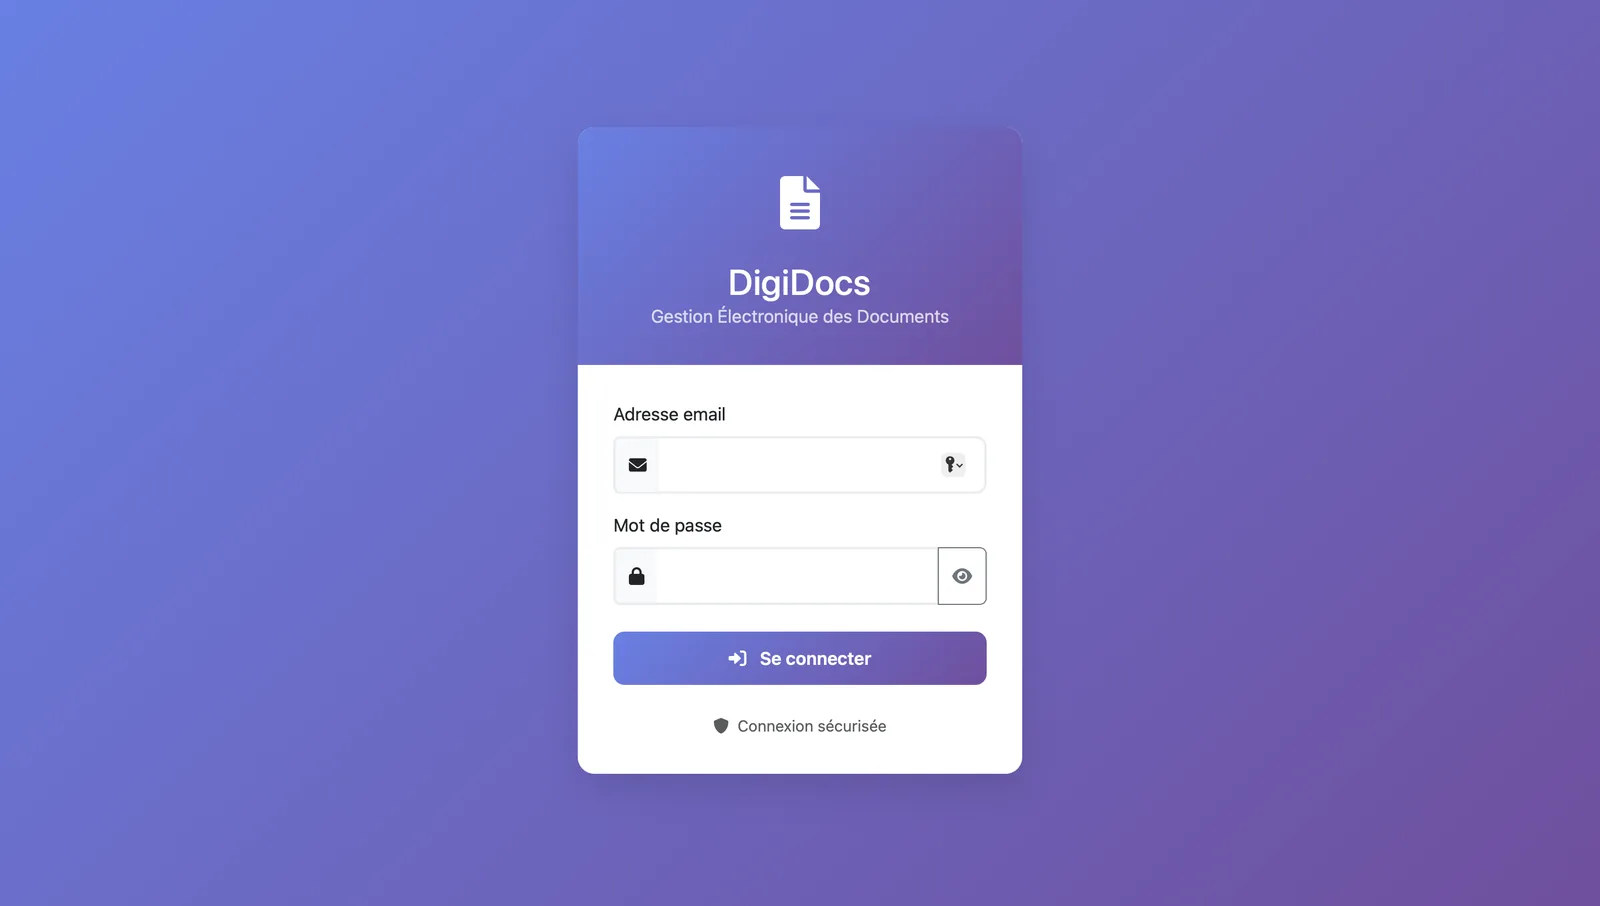 DigiDocs
Gestion Électronique des Documents
Adresse email
Mot de passe
Se connecter
Connexion sécurisée